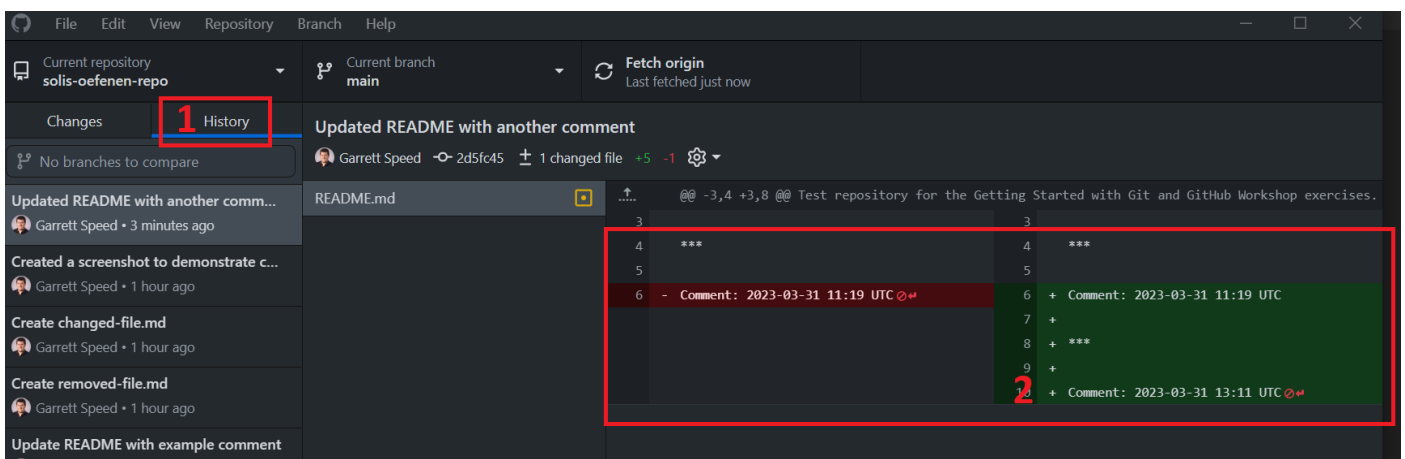 File Edit View Repository Branch Help
Current repository
solis-oefenen-repo
Current branch
main
Fetch origin
Last fetched just now
Changes
1 History
No branches to compare
Updated README with another comm...
Garrett Speed • 3 minutes ago
Created a screenshot to demonstrate c...
Garrett Speed • 1 hour ago
Create changed-file.md
Garrett Speed • 1 hour ago
Create removed-file.md
Garrett Speed • 1 hour ago
Update README with example comment
Updated README with another comment
Garrett Speed 2d5fc45 1 changed file +5 -1
README.md
@@ -3,4 +3,8 @@ Test repository for the Getting Started with Git and GitHub Workshop exercises.
3 3
4 *** 4 ***
5 5
6 - Comment: 2023-03-31 11:19 UTC 6 + Comment: 2023-03-31 11:19 UTC
7 +
8 + ***
9 +
2
10 + Comment: 2023-03-31 13:11 UTC